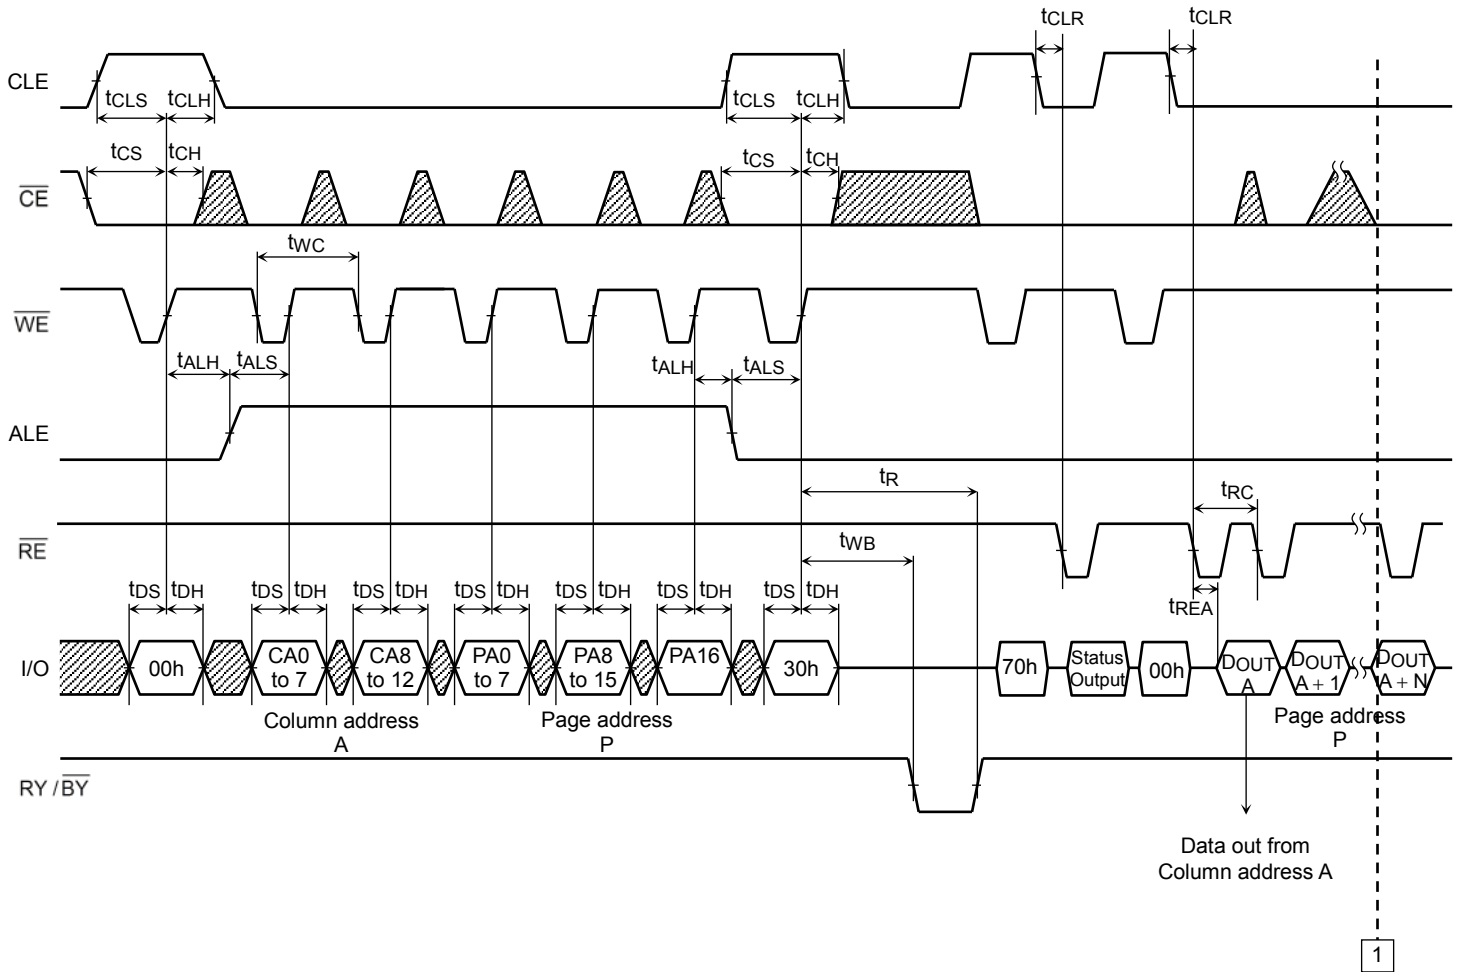 tCLR tCLR
CLE
tCLS tCLH tCLS tCLH
tCS tCH tCS tCH
CE
tWC
WE
tALH tALS tALH tALS
ALE
tR
tRC
RE
tWB
tDS tDH tDS tDH tDS tDH tDS tDH tDS tDH tDS tDH tDS tDH
tREA
I/O
00h
CA0
to 7
CA8
to 12
PA0
to 7
PA8
to 15
PA16
30h
70h
Status
Output
00h
DOUT
A
DOUT
A + 1
DOUT
A + N
Column address
A
Page address
P
Page address
P
RY / BY
Data out from
Column address A
1